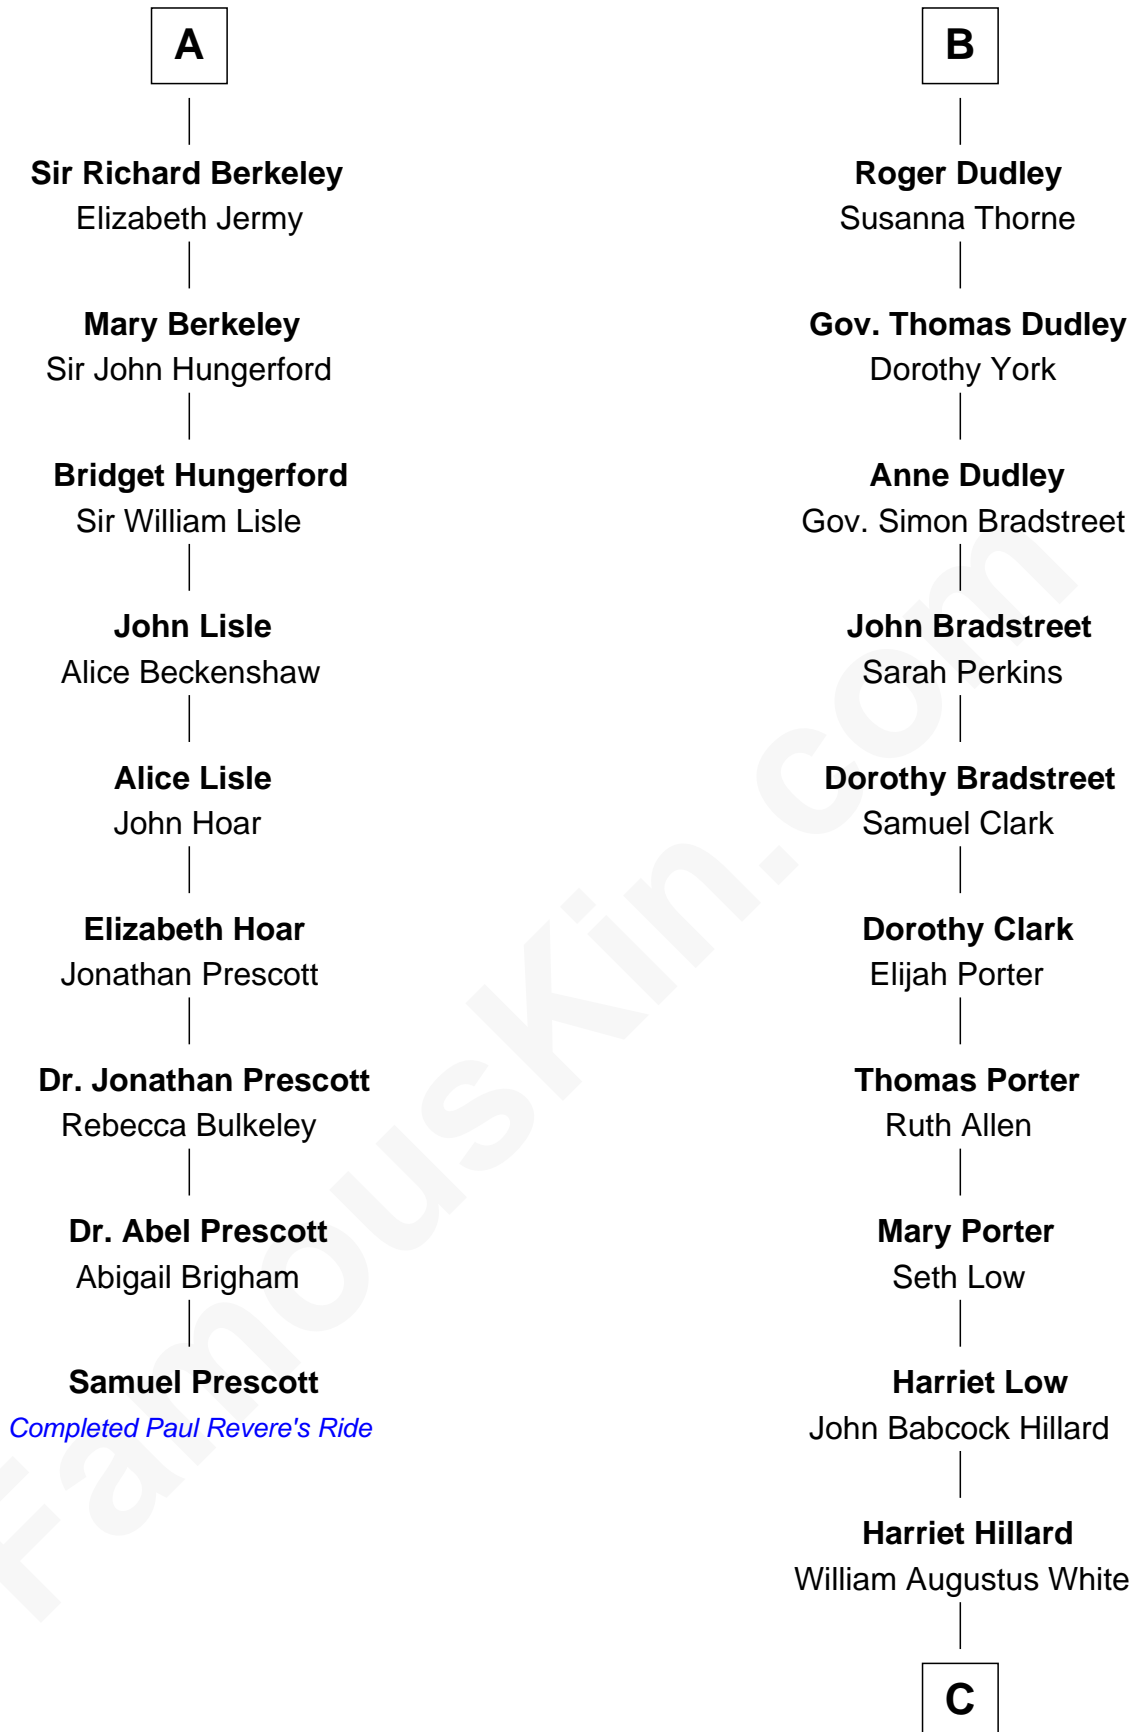 A
Sir Richard Berkeley
Elizabeth Jermy
Mary Berkeley
Sir John Hungerford
Bridget Hungerford
Sir William Lisle
John Lisle
Alice Beckenshaw
Alice Lisle
John Hoar
Elizabeth Hoar
Jonathan Prescott
Dr. Jonathan Prescott
Rebecca Bulkeley
Dr. Abel Prescott
Abigail Brigham
Samuel Prescott
Completed Paul Revere's Ride
B
Roger Dudley
Susanna Thorne
Gov. Thomas Dudley
Dorothy York
Anne Dudley
Gov. Simon Bradstreet
John Bradstreet
Sarah Perkins
Dorothy Bradstreet
Samuel Clark
Dorothy Clark
Elijah Porter
Thomas Porter
Ruth Allen
Mary Porter
Seth Low
Harriet Low
John Babcock Hillard
Harriet Hillard
William Augustus White
C
FamousKin.com